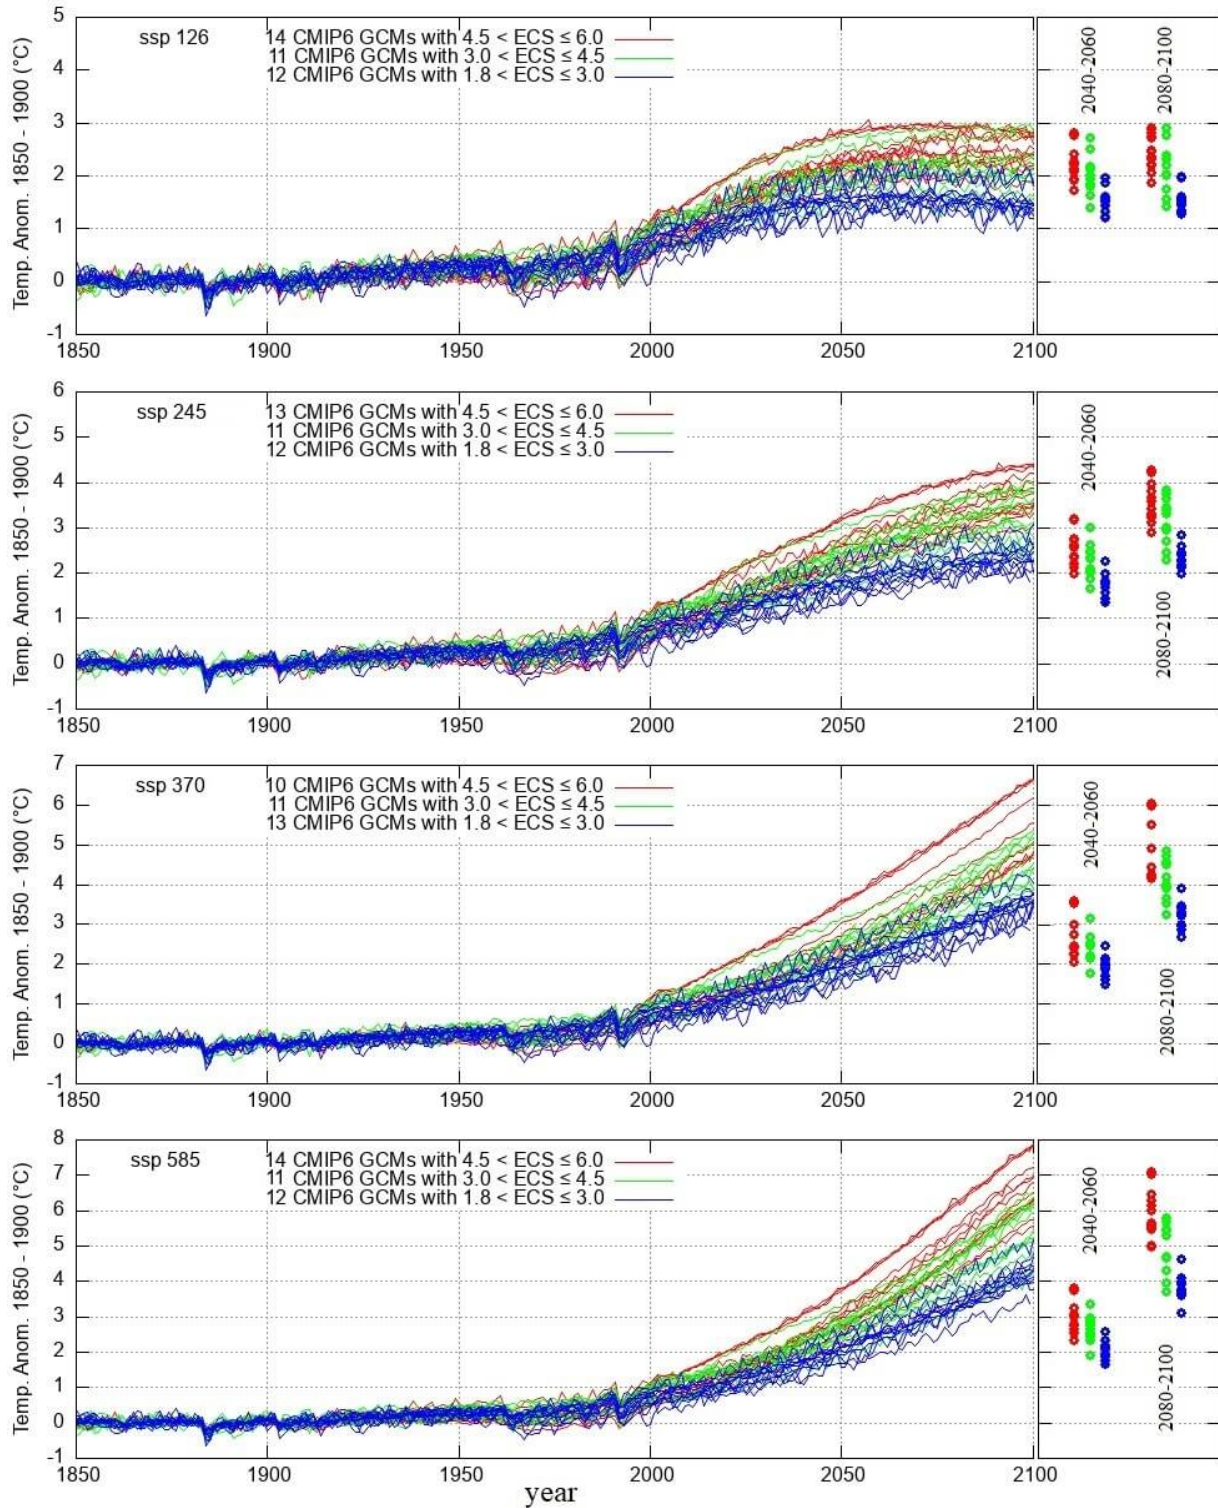 5
4
3
2
1
0
-1
Temp. Anom. 1850 - 1900 (°C)
ssp 126
14 CMIP6 GCMs with 4.5 < ECS ≤ 6.0
11 CMIP6 GCMs with 3.0 < ECS ≤ 4.5
12 CMIP6 GCMs with 1.8 < ECS ≤ 3.0
2040-2060
2080-2100
1850 1900 1950 2000 2050 2100
6
5
4
3
2
1
0
-1
Temp. Anom. 1850 - 1900 (°C)
ssp 245
13 CMIP6 GCMs with 4.5 < ECS ≤ 6.0
11 CMIP6 GCMs with 3.0 < ECS ≤ 4.5
12 CMIP6 GCMs with 1.8 < ECS ≤ 3.0
2040-2060
2080-2100
1850 1900 1950 2000 2050 2100
7
6
5
4
3
2
1
0
-1
Temp. Anom. 1850 - 1900 (°C)
ssp 370
10 CMIP6 GCMs with 4.5 < ECS ≤ 6.0
11 CMIP6 GCMs with 3.0 < ECS ≤ 4.5
13 CMIP6 GCMs with 1.8 < ECS ≤ 3.0
2040-2060
2080-2100
1850 1900 1950 2000 2050 2100
8
7
6
5
4
3
2
1
0
-1
Temp. Anom. 1850 - 1900 (°C)
ssp 585
14 CMIP6 GCMs with 4.5 < ECS ≤ 6.0
11 CMIP6 GCMs with 3.0 < ECS ≤ 4.5
12 CMIP6 GCMs with 1.8 < ECS ≤ 3.0
2040-2060
2080-2100
1850 1900 1950 2000 2050 2100
year